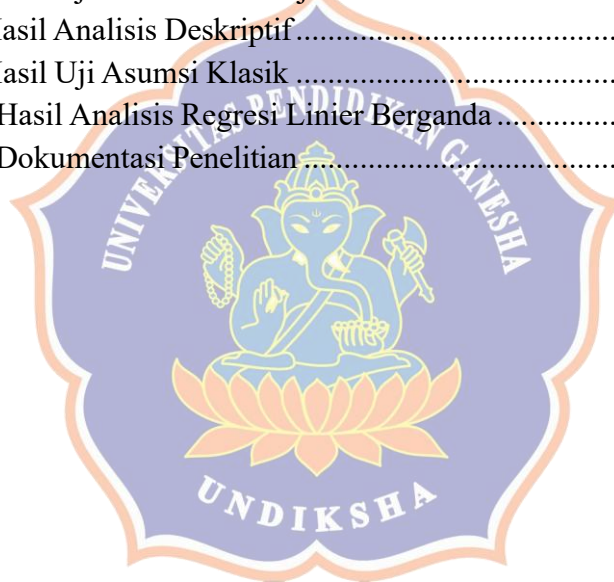 Hasil Analisis Deskriptif................................................
Hasil Uji Asumsi Klasik ................................................
Hasil Analisis Regresi Linier Berganda ...............
Dokumentasi Penelitian ................................................
UNIVERSITAS PENDIDIKAN GANESHA
UNDIKSHA